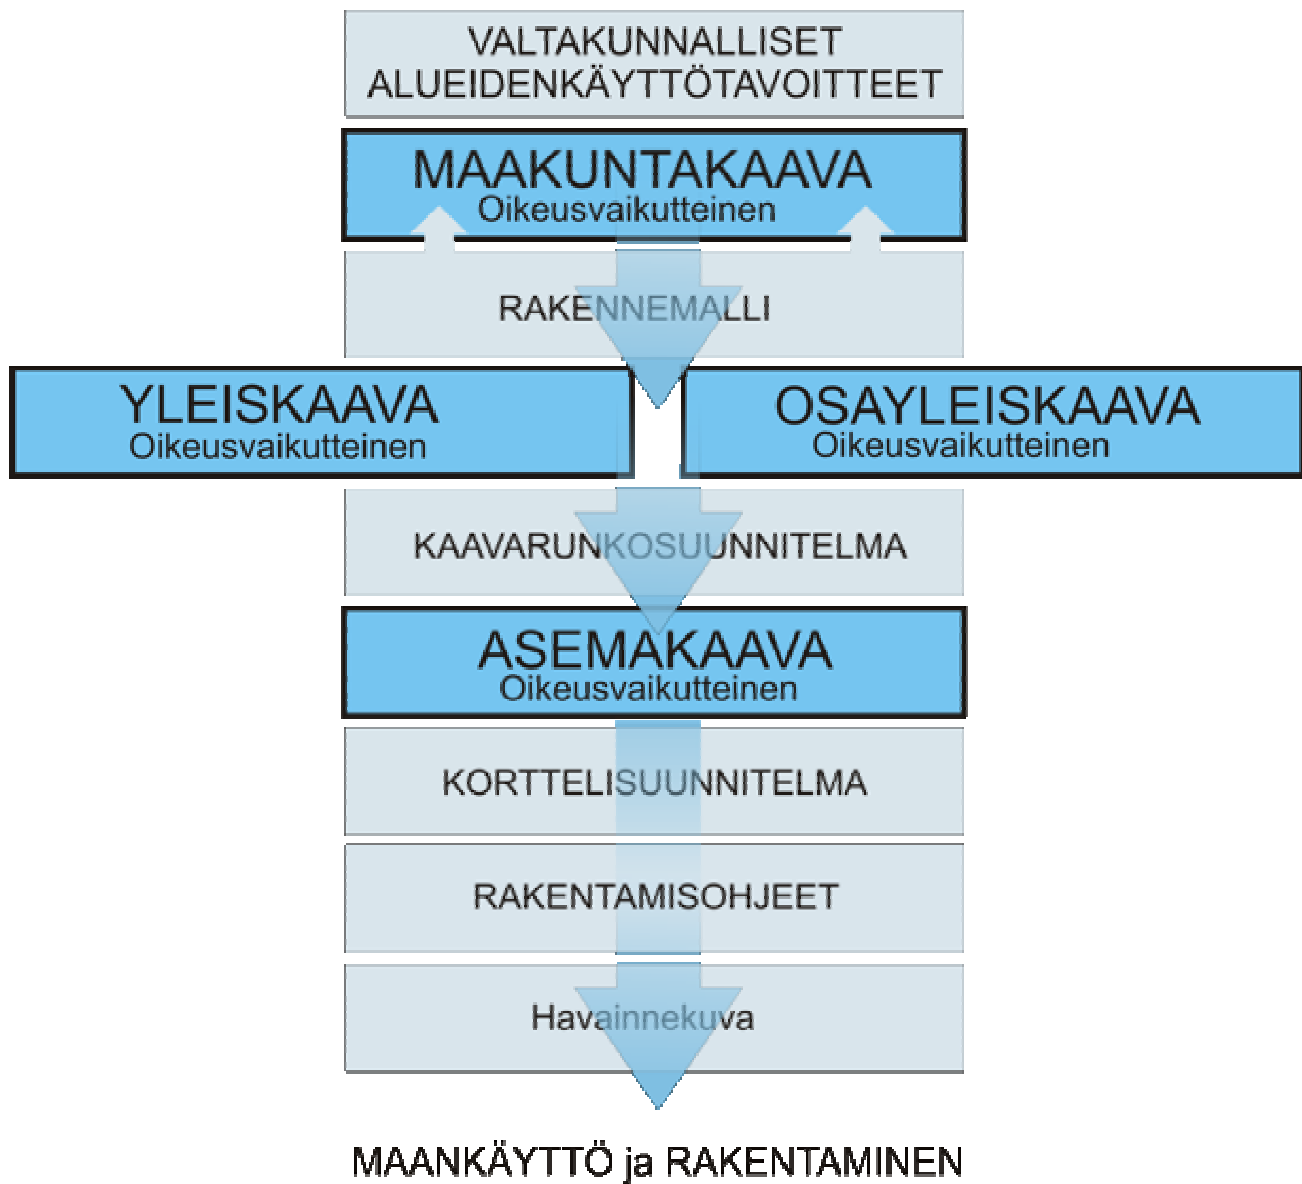 VALTAKUNNALLISET
ALUEIDENKÄYTTÖTAVOITTEET
MAAKUNTAKAAVA
Oikeusvaikutteinen
RAKENNEMALLI
YLEISKAAVA
Oikeusvaikutteinen
OSAYLEISKAAVA
Oikeusvaikutteinen
KAAVARUNKOSUUNNITELMA
ASEMAKAAVA
Oikeusvaikutteinen
KORTTELISUUNNITELMA
RAKENTAMISOHJEET
Havainnekuva
MAANKÄYTTÖ ja RAKENTAMINEN